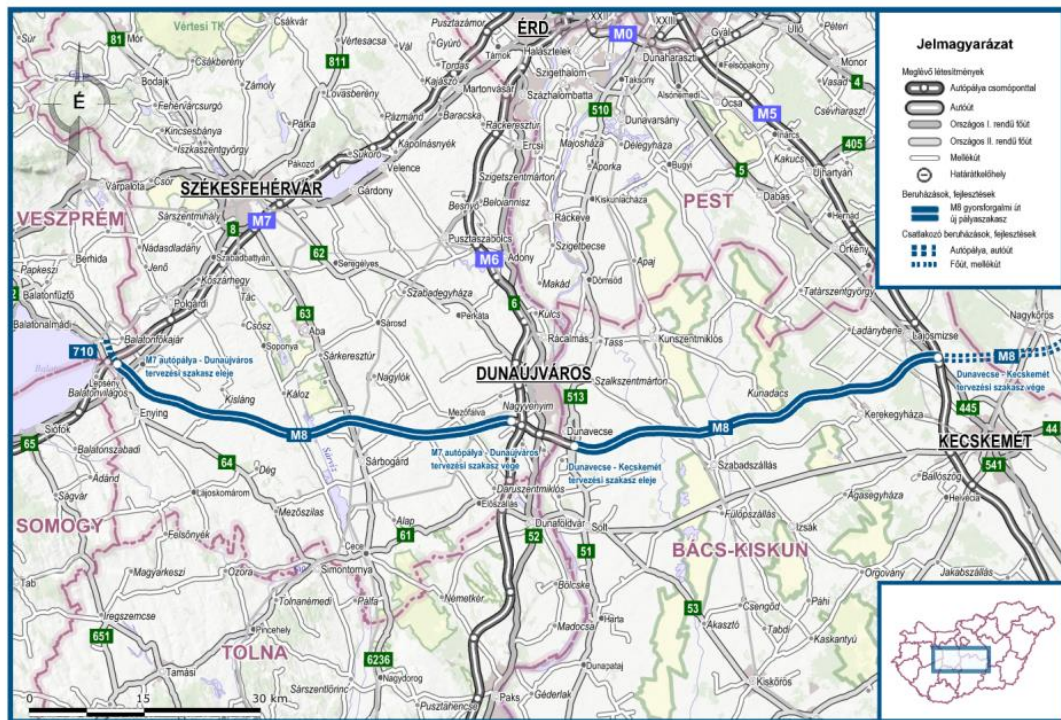 Jelmagyarázat
Meglévő létesítmények
Autópálya csomóponttal
Autóút
Országos I. rendű főút
Országos II. rendű főút
Mellékút
Határátkelőhely
Beruházások, fejlesztések
M8 gyorsforgalmi út
új pályaszakasz
Csatlakozó beruházások, fejlesztések
Autópálya, autóút
Főút, mellékút
É
Vértesi TK
81
Mór
Csákvár
Vértesacsa
Vál
Pusztazámor
Gyúró
Tárnok
ÉRD
XXII
M0
XXIII
Gyál
Üllő
Péteri
Súr
Bodajk
Csákberény
Zámoly
811
Lovasberény
Kajászó
Tordas
Martonvásár
Halásztelek
Szigethalom
Százhalombatta
Dunaharaszti
Taksony
Felsőpakony
Alsónémedi
Ócsa
Monor
Vasad
4
Csévharaszt
Fehérvárcsurgó
Kincsesbánya
Iszkaszentgyörgy
Pátka
Pázmánd
Baracska
Kápolnásnyék
Ráckeresztúr
Ercsi
510
Dunavarsány
Majosháza
Délegyháza
M5
Inárcs
Kakucs
405
Újhartyán
Várpalota
Csór
Pákozd
Sukoró
Velence
Gárdony
Szigetszentmárton
Áporka
Bugyi
5
Dabas
SZÉKESFEHÉRVÁR
VESZPRÉM
PEST
Sárszentmihály
8
M7
Besnyő
Beloiannisz
Ráckeve
Kiskunlacháza
Hernád
Nádasdladány
Szabadbattyán
62
Seregélyes
Pusztaszabolcs
M6
Adony
Szigetbecse
Örkény
Papkeszi
Berhida
Jenő
Kőszárhegy
Balatonfűzfő
Polgárdi
Tác
Szabadegyháza
Makád
Dömsöd
Apaj
Tatárszentgyörgy
Balatonalmádi
Balatonfőkajár
Csősz
63
Aba
Sárosd
Perkáta
6
Kulcs
Rácalmás
Tass
Kunszentmiklós
Ladánybene
Lajosmizse
Nagykőrös
710
Soponya
M7 autópálya - Dunaújváros
tervezési szakasz eleje
Sárkeresztúr
M8
Dunavecse - Kecskemét
tervezési szakasz vége
Lepsény
Balatonvilágos
Kisláng
Káloz
Nagylók
DUNAÚJVÁROS
Szalkszentmárton
513
Kunadacs
445
Enying
Mezőfalva
Nagyvenyim
Dunavecse
Kerekegyháza
44
Siófok
65
Balatonszabadi
M8
M8
KECSKEMÉT
64
Dég
Sárvíz
Sárbogárd
M7 autópálya - Dunaújváros
tervezési szakasz vége
Dunavecse - Kecskemét
tervezési szakasz eleje
Szabadszállás
541
Ballószög
Ádánd
Ságvár
Lajoskomárom
Mezőszilas
Daruszentmiklós
Előszállás
Helvécia
Ágasegyháza
SOMOGY
Felsőnyék
Alap
61
Dunaföldvár
52
Solt
Fülöpszállás
Izsák
Cece
Simontornya
51
BÁCS-KISKUN
Tab
Magyarkeszi
Ozora
Bölcske
Orgovány
Jakabszállás
Tolnanémedi
Pálfa
Németkér
Iregszemcse
Pincehely
Madocsa
Harta
53
Akasztó
Csengőd
Páhi
Tabdi
Kaskantyú
651
TOLNA
6236
Tamási
Nagydorog
Dunapataj
Sárszentlőrinc
Paks
Géderlak
Pusztahencse
Kiskőrös
0
15
30 km